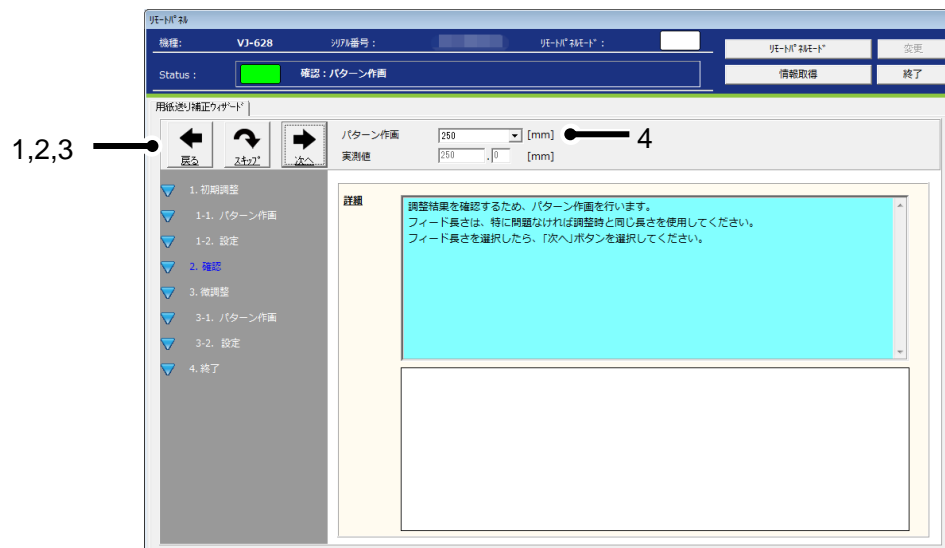 ﾘﾓｰﾄﾊﾟﾈﾙ
機種: VJ-628 ｼﾘｱﾙ番号： ﾘﾓｰﾄﾊﾟﾈﾙﾓｰﾄﾞ：
ﾘﾓｰﾄﾊﾟﾈﾙﾓｰﾄﾞ 変更
Status : 確認：パターン作画
情報取得 終了
用紙送り補正ｳｨｻﾞｰﾄﾞ
1,2,3
戻る ｽｷｯﾌﾟ 次へ
パターン作画 250 [mm] 4
実測値 250 . 0 [mm]
1. 初期調整
1-1. パターン作画
1-2. 設定
2. 確認
3. 微調整
3-1. パターン作画
3-2. 設定
4. 終了
詳細
調整結果を確認するため、パターン作画を行います。
フィード長さは、特に問題なければ調整時と同じ長さを使用してください。
フィード長さを選択したら、「次へ」ボタンを選択してください。